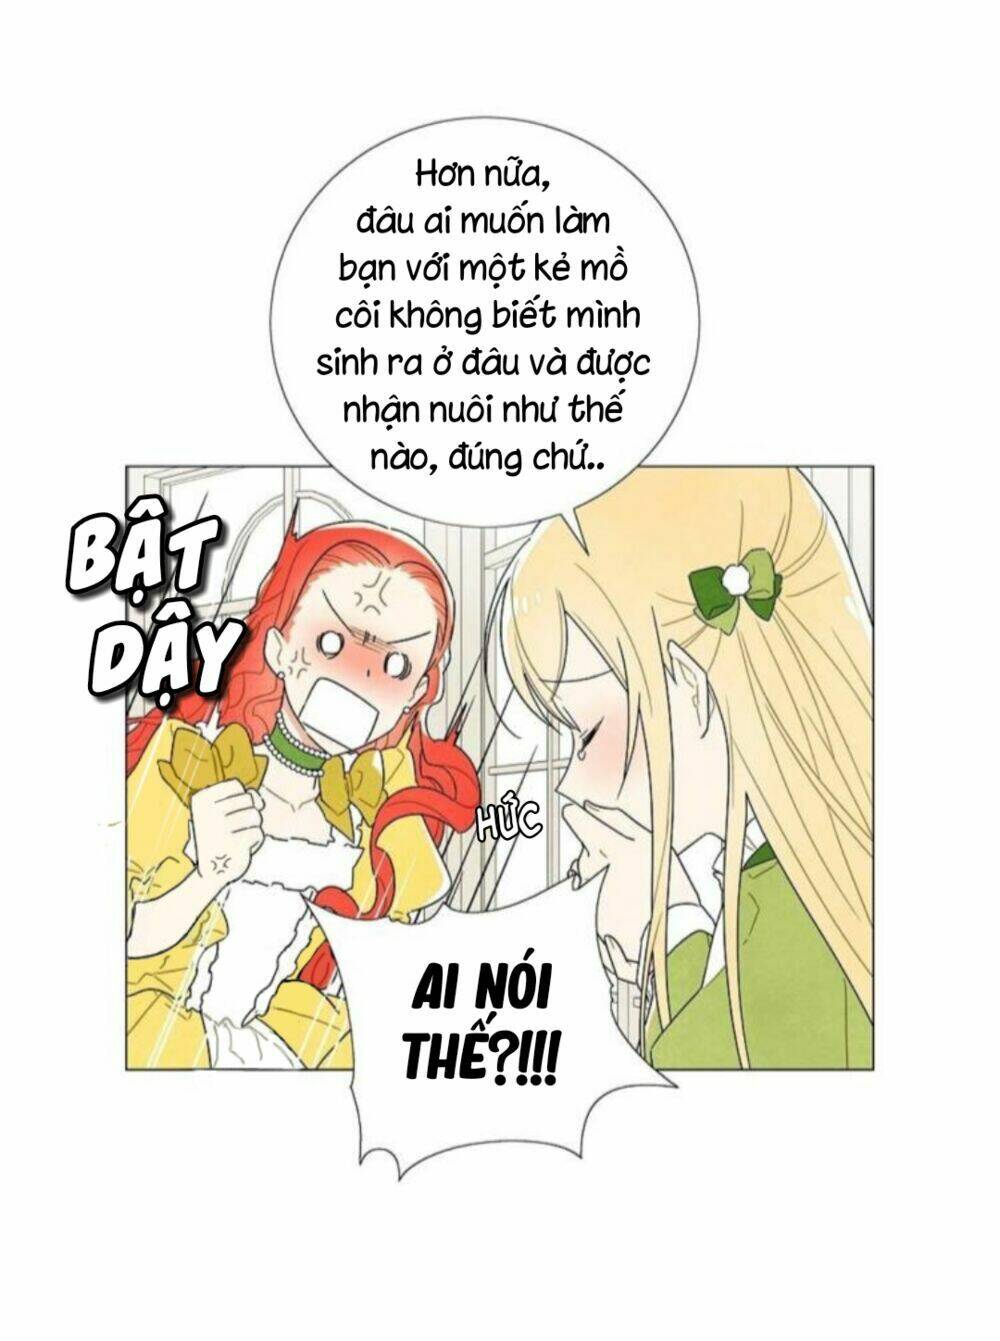 Hơn nữa,
đâu ai muốn làm
bạn với một kẻ mồ
côi không biết mình
sinh ra ở đâu và được
nhận nuôi như thế
nào, đúng chứ..
BẬT
DẬY
HỨC
AI NÓI
THẾ?!!!